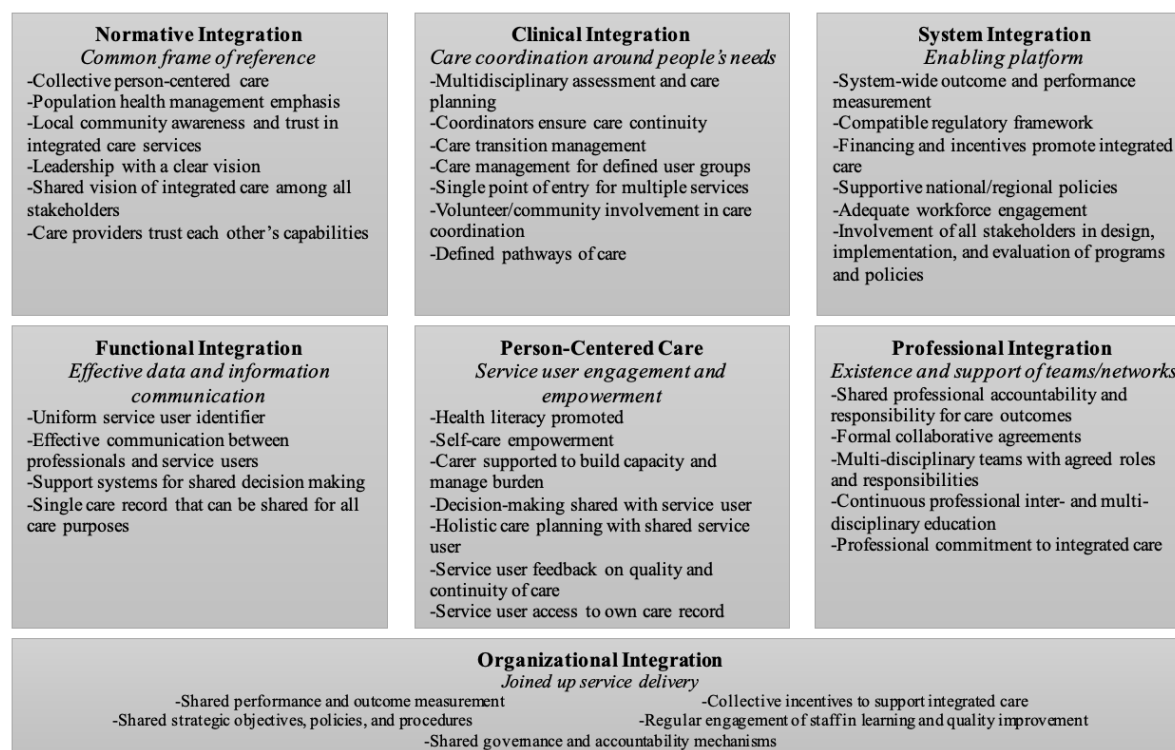 Normative Integration
Common frame of reference
-Collective person-centered care
-Population health management emphasis
-Local community awareness and trust in
integrated care services
-Leadership with a clear vision
-Shared vision of integrated care among all
stakeholders
-Care providers trust each other’s capabilities
Clinical Integration
Care coordination around people’s needs
-Multidisciplinary assessment and care
planning
-Coordinators ensure care continuity
-Care transition management
-Care management for defined user groups
-Single point of entry for multiple services
-Volunteer/community involvement in care
coordination
-Defined pathways of care
System Integration
Enabling platform
-System-wide outcome and performance
measurement
-Compatible regulatory framework
-Financing and incentives promote integrated
care
-Supportive national/regional policies
-Adequate workforce engagement
-Involvement of all stakeholders in design,
implementation, and evaluation of programs
and policies
Functional Integration
Effective data and information
communication
-Uniform service user identifier
-Effective communication between
professionals and service users
-Support systems for shared decision making
-Single care record that can be shared for all
care purposes
Person-Centered Care
Service user engagement and
empowerment
-Health literacy promoted
-Self-care empowerment
-Carer supported to build capacity and
manage burden
-Decision-making shared with service user
-Holistic care planning with shared service
user
-Service user feedback on quality and
continuity of care
-Service user access to own care record
Professional Integration
Existence and support of teams/networks
-Shared professional accountability and
responsibility for care outcomes
-Formal collaborative agreements
-Multi-disciplinary teams with agreed roles
and responsibilities
-Continuous professional inter- and multi-
disciplinary education
-Professional commitment to integrated care
Organizational Integration
Joined up service delivery
-Shared performance and outcome measurement
-Collective incentives to support integrated care
-Shared strategic objectives, policies, and procedures
-Regular engagement of staff in learning and quality improvement
-Shared governance and accountability mechanisms